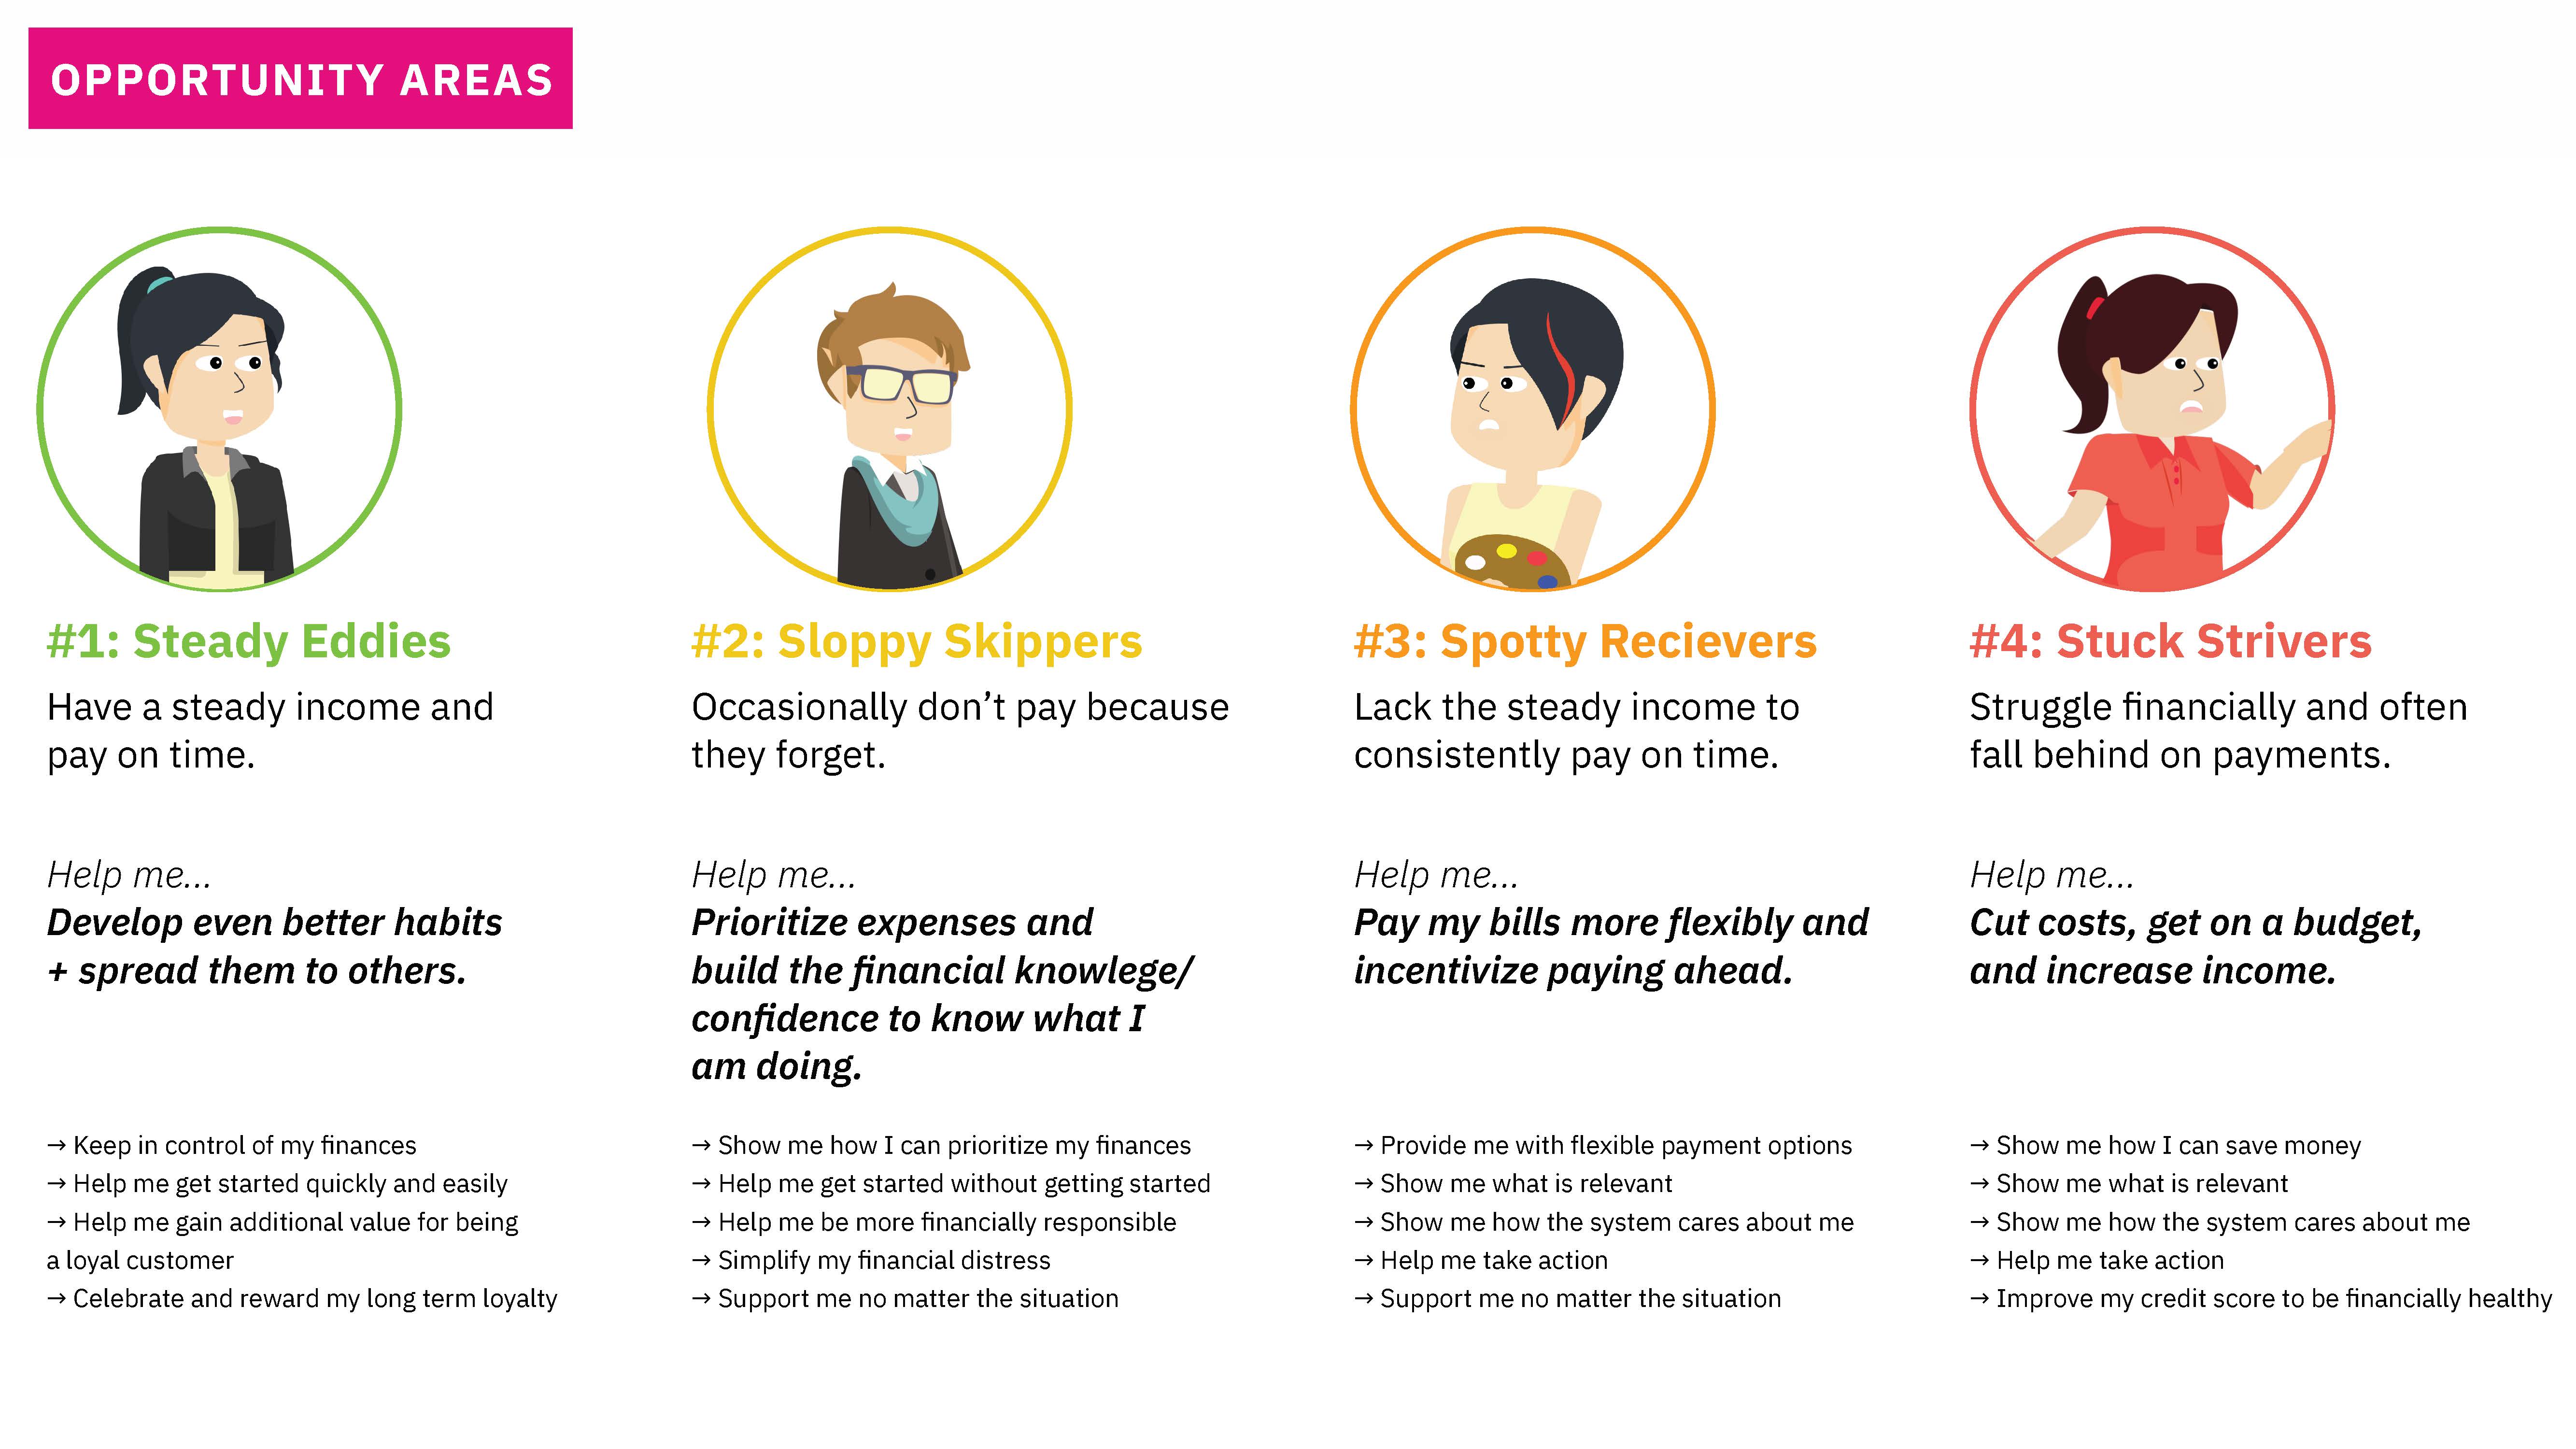 OPPORTUNITY AREAS
#1: Steady Eddies
Have a steady income and
pay on time.
Help me...
Develop even better habits
+ spread them to others.
→ Keep in control of my finances
→ Help me get started quickly and easily
→ Help me gain additional value for being
a loyal customer
→ Celebrate and reward my long term loyalty
#2: Sloppy Skippers
Occasionally don’t pay because
they forget.
Help me...
Prioritize expenses and
build the financial knowlege/
confidence to know what I
am doing.
→ Show me how I can prioritize my finances
→ Help me get started without getting started
→ Help me be more financially responsible
→ Simplify my financial distress
→ Support me no matter the situation
#3: Spotty Recievers
Lack the steady income to
consistently pay on time.
Help me...
Pay my bills more flexibly and
incentivize paying ahead.
→ Provide me with flexible payment options
→ Show me what is relevant
→ Show me how the system cares about me
→ Help me take action
→ Support me no matter the situation
#4: Stuck Strivers
Struggle financially and often
fall behind on payments.
Help me...
Cut costs, get on a budget,
and increase income.
→ Show me how I can save money
→ Show me what is relevant
→ Show me how the system cares about me
→ Help me take action
→ Improve my credit score to be financially healthy